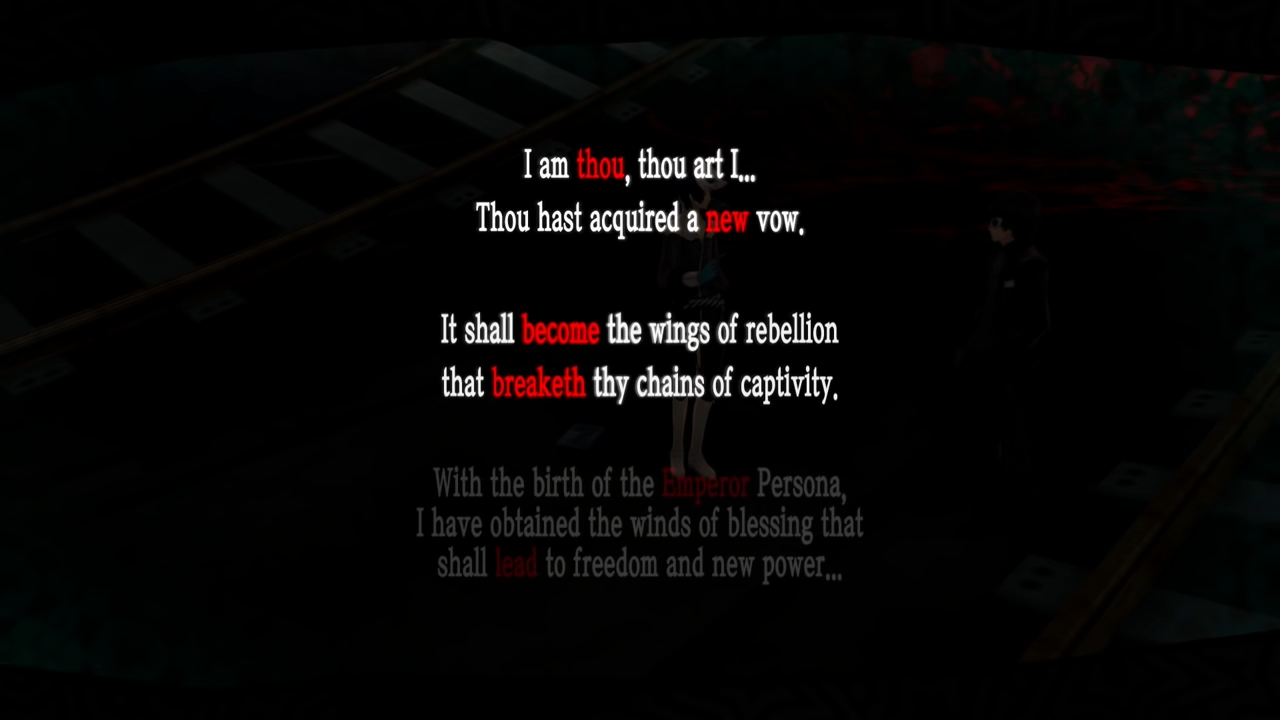 I am thou, thou art I...
Thou hast acquired a new vow.
It shall become the wings of rebellion
that breaketh thy chains of captivity.
With the birth of the Emperor Persona,
I have obtained the winds of blessing that
shall lead to freedom and new power...